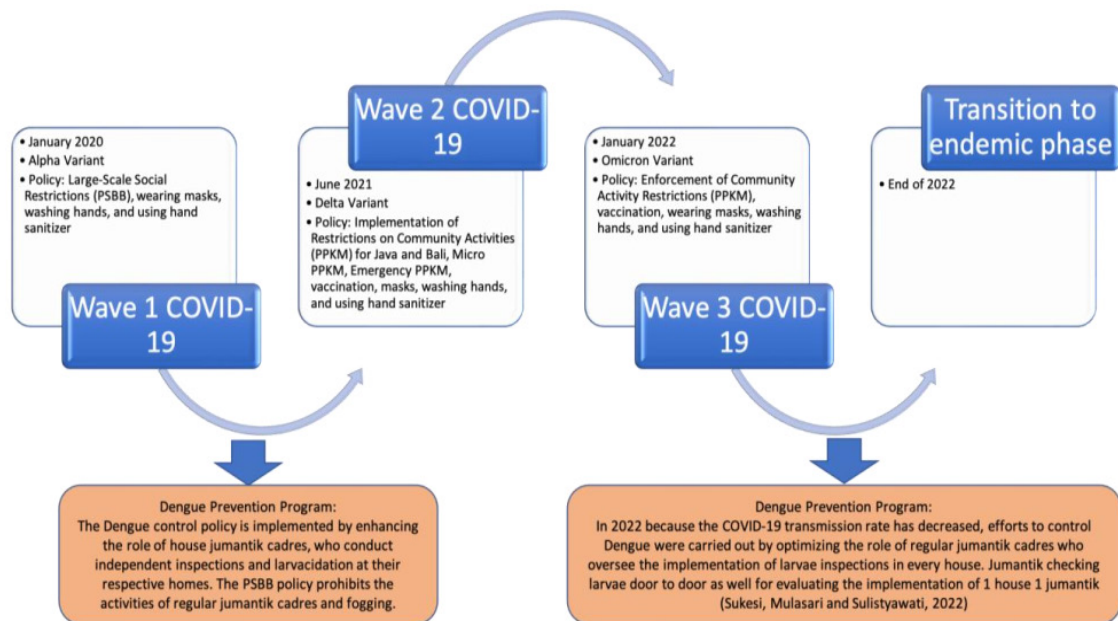 • January 2020
• Alpha Variant
• Policy: Large-Scale Social
Restrictions (PSBB), wearing masks,
washing hands, and using hand
sanitizer
Wave 1 COVID-
19
Wave 2 COVID-
19
• June 2021
• Delta Variant
• Policy: Implementation of
Restrictions on Community Activities
(PPKM) for Java and Bali, Micro
PPKM, Emergency PPKM,
vaccination, masks, washing hands,
and using hand sanitizer
• January 2022
• Omicron Variant
• Policy: Enforcement of Community
Activity Restrictions (PPKM),
vaccination, wearing masks, washing
hands, and using hand sanitizer
Wave 3 COVID-
19
Transition to
endemic phase
• End of 2022
Dengue Prevention Program:
The Dengue control policy is implemented by enhancing
the role of house jumantik cadres, who conduct
independent inspections and larvacidation at their
respective homes. The PSBB policy prohibits the
activities of regular jumantik cadres and fogging.
Dengue Prevention Program:
In 2022 because the COVID-19 transmission rate has decreased, efforts to control
Dengue were carried out by optimizing the role of regular jumantik cadres who
oversee the implementation of larvae inspections in every house. Jumantik checking
larvae door to door as well for evaluating the implementation of 1 house 1 jumantik
(Sukesi, Mulasari and Sulistyawati, 2022)